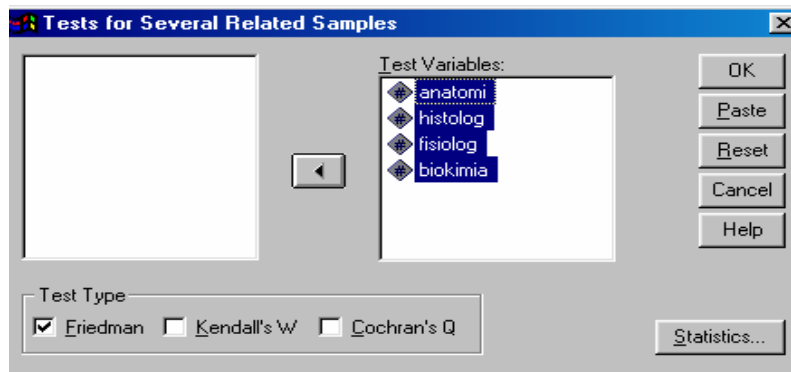 Tests for Several Related Samples
Test Variables:
anatomi
histolog
fisiolog
biokimia
OK
Paste
Reset
Cancel
Help
Test Type
Friedman
Kendall's W
Cochran's Q
Statistics...